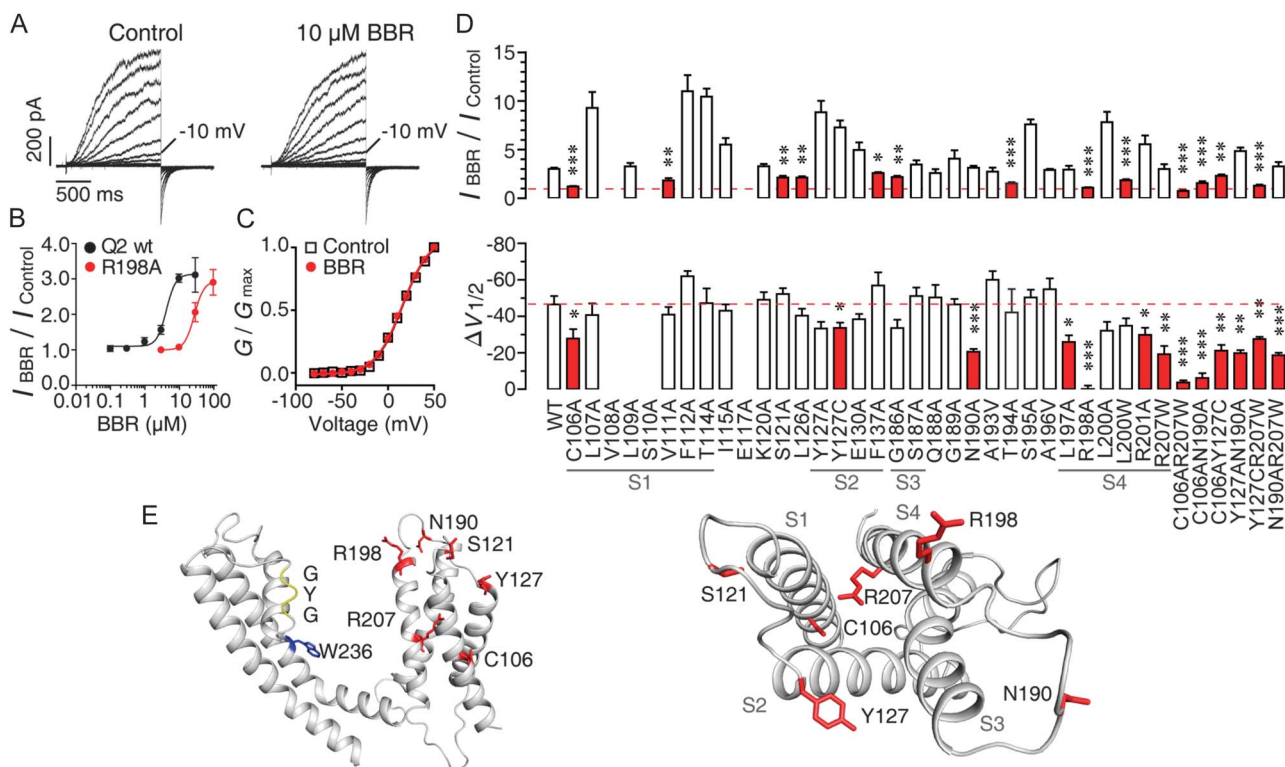 A
Control
10 µM BBR
200 pA
500 ms
-10 mV
-10 mV
B
I BBR / I Control
4.0
3.0
2.0
1.0
0
Q2 wt
R198A
0.01 0.1 1 10 100
BBR (µM)
C
G / G max
1.0
0.5
0.0
Control
BBR
-100 -50 0 50
Voltage (mV)
D
I BBR / I Control
15
10
5
0
*** ** ** ** * ** *** *** *** *** *** ** ***
ΔV1/2
-80
-60
-40
-20
0
* * *** * *** * ** *** *** ** ** ** ***
WT
C106A
L107A
V108A
L109A
S110A
V111A
F112A
T114A
I115A
E117A
K120A
S121A
L126A
Y127A
Y127C
E130A
F137A
G186A
S187A
Q188A
G189A
N190A
A193V
T194A
S195A
A196V
L197A
R198A
L200A
L200W
R201A
R207W
C106AR207W
C106AN190A
C106AY127C
Y127AN190A
Y127CR207W
N190AR207W
S1
S2
S3
S4
E
G
Y
G
W236
R198
N190
S121
Y127
R207
C106
S1
S4
R198
S121
R207
C106
S2
Y127
S3
N190